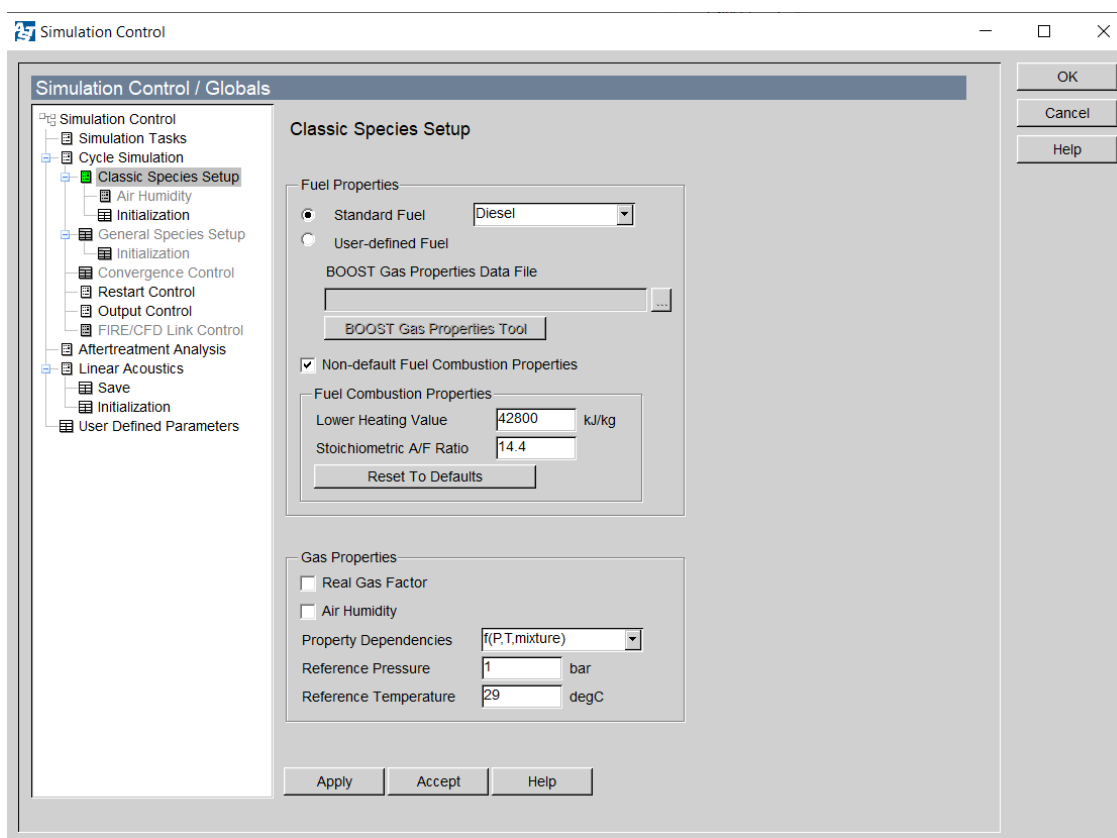 Simulation Control
OK
Cancel
Help
Simulation Control / Globals
Simulation Control
Simulation Tasks
Cycle Simulation
Classic Species Setup
Air Humidity
Initialization
General Species Setup
Initialization
Convergence Control
Restart Control
Output Control
FIRE/CFD Link Control
Aftertreatment Analysis
Linear Acoustics
Save
Initialization
User Defined Parameters
Classic Species Setup
Fuel Properties
Standard Fuel Diesel
User-defined Fuel
BOOST Gas Properties Data File
...
BOOST Gas Properties Tool
Non-default Fuel Combustion Properties
Fuel Combustion Properties
Lower Heating Value 42800 kJ/kg
Stoichiometric A/F Ratio 14.4
Reset To Defaults
Gas Properties
Real Gas Factor
Air Humidity
Property Dependencies f(P,T,mixture)
Reference Pressure 1 bar
Reference Temperature 29 degC
Apply Accept Help